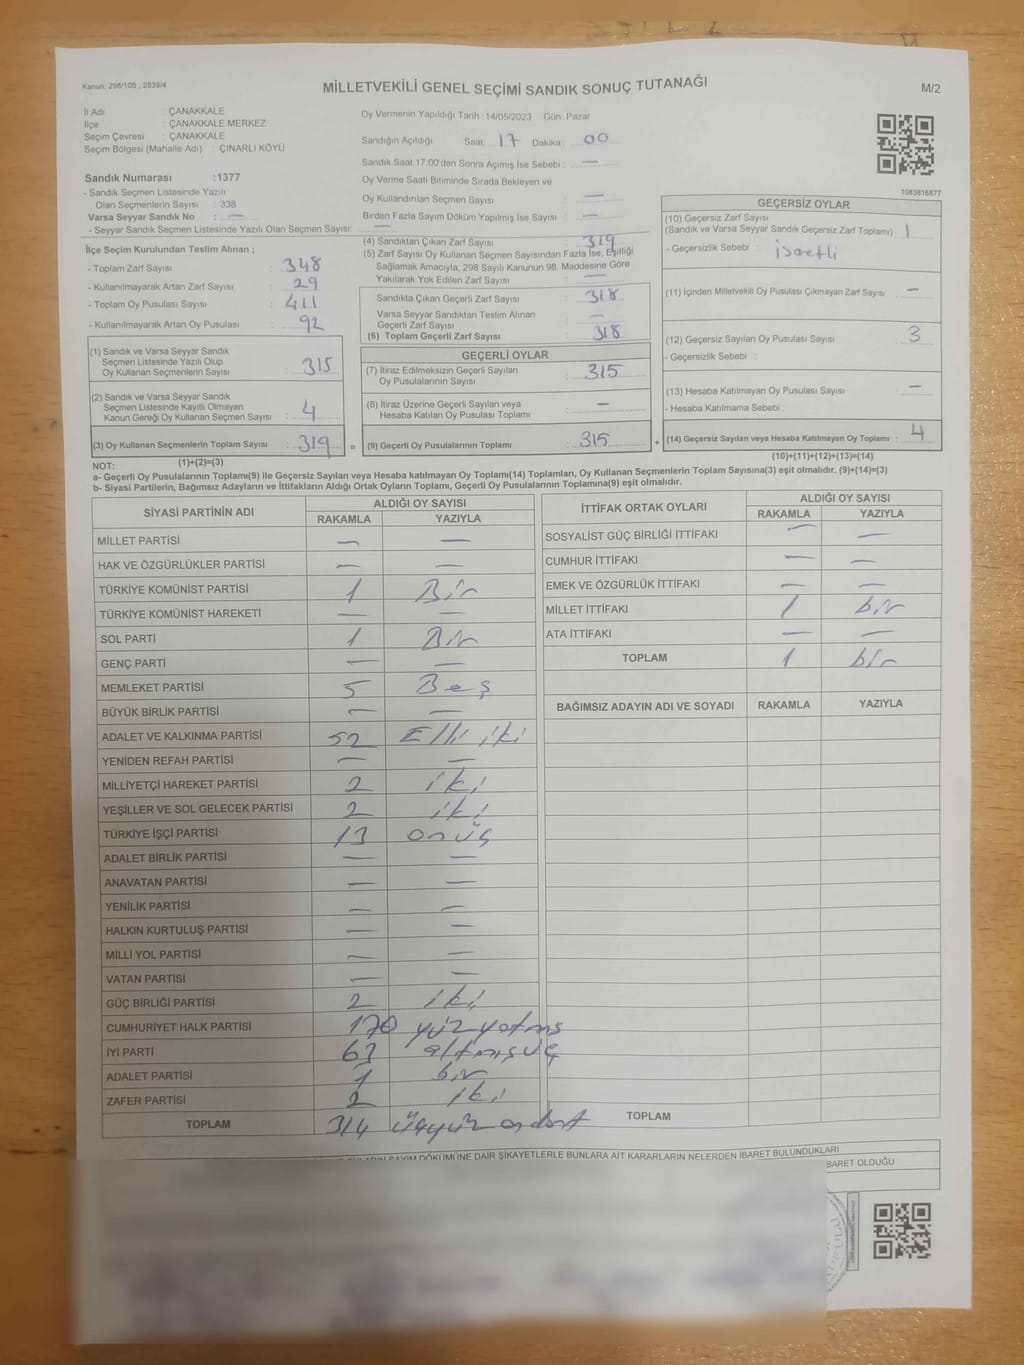 Kanun; 298/105 , 2839/4
MİLLETVEKİLİ GENEL SEÇİMİ SANDIK SONUÇ TUTANAĞI
M/2
İl Adı : ÇANAKKALE
İlçe : ÇANAKKALE MERKEZ
Seçim Çevresi : ÇANAKKALE
Seçim Bölgesi (Mahalle Adı) : ÇINARLI KÖYÜ
Sandık Numarası :1377
- Sandık Seçmen Listesinde Yazılı
Olan Seçmenlerin Sayısı : 338
Varsa Seyyar Sandık No : —
- Seyyar Sandık Seçmen Listesinde Yazılı Olan Seçmen Sayısı: —
Oy Vermenin Yapıldığı Tarih :14/05/2023 Gün: Pazar
Sandığın Açıldığı Saat: 17 Dakika: 00
Sandık Saat 17:00'den Sonra Açımış İse Sebebi : —
Oy Verme Saati Bitiminde Sırada Bekleyen ve
Oy Kullandırılan Seçmen Sayısı : —
Birden Fazla Sayım Döküm Yapılmış İse Sayısı : —
1083816877
İlçe Seçim Kurulundan Teslim Alınan ;
- Toplam Zarf Sayısı : 348
- Kullanılmayarak Artan Zarf Sayısı : 29
- Toplam Oy Pusulası Sayısı : 411
- Kullanılmayarak Artan Oy Pusulası : 92
(4) Sandıktan Çıkan Zarf Sayısı : 319
(5) Zarf Sayısı Oy Kullanan Seçmen Sayısından Fazla İse, Eşitliği
Sağlamak Amacıyla, 298 Sayılı Kanunun 98. Maddesine Göre
Yakılarak Yok Edilen Zarf Sayısı : —
Sandıkta Çıkan Geçerli Zarf Sayısı : 318
Varsa Seyyar Sandıktan Teslim Alınan
Geçerli Zarf Sayısı : —
(6) Toplam Geçerli Zarf Sayısı : 318
GEÇERSİZ OYLAR
(10) Geçersiz Zarf Sayısı
(Sandık ve Varsa Seyyar Sandık Geçersiz Zarf Toplamı) : 1
- Geçersizlik Sebebi : işaretli
(11) İçinden Milletvekili Oy Pusulası Çıkmayan Zarf Sayısı : —
(12) Geçersiz Sayılan Oy Pusulası Sayısı : 3
- Geçersizlik Sebebi :
(13) Hesaba Katılmayan Oy Pusulası Sayısı : —
- Hesaba Katılmama Sebebi :
(14) Geçersiz Sayılan veya Hesaba Katılmayan Oy Toplamı : 4
(10)+(11)+(12)+(13)=(14)
(1) Sandık ve Varsa Seyyar Sandık
Seçmen Listesinde Yazılı Olup
Oy Kullanan Seçmenlerin Sayısı : 315
(2) Sandık ve Varsa Seyyar Sandık
Seçmen Listesinde Kayıtlı Olmayan
Kanun Gereği Oy Kullanan Seçmen Sayısı : 4
(3) Oy Kullanan Seçmenlerin Toplam Sayısı : 319
(1)+(2)=(3)
GEÇERLİ OYLAR
(7) İtiraz Edilmeksizin Geçerli Sayılan
Oy Pusulalarının Sayısı : 315
(8) İtiraz Üzerine Geçerli Sayılan veya
Hesaba Katılan Oy Pusulası Toplamı : —
= (9) Geçerli Oy Pusulalarının Toplamı : 315 +
NOT:
a- Geçerli Oy Pusulalarının Toplamı(9) ile Geçersiz Sayılan veya Hesaba katılmayan Oy Toplamı(14) Toplamları, Oy Kullanan Seçmenlerin Toplam Sayısına(3) eşit olmalıdır. (9)+(14)=(3)
b- Siyasi Partilerin, Bağımsız Adayların ve İttifakların Aldığı Ortak Oyların Toplamı, Geçerli Oy Pusulalarının Toplamına(9) eşit olmalıdır.
SİYASİ PARTİNİN ADI ALDIĞI OY SAYISI
RAKAMLA YAZIYLA
MİLLET PARTİSİ — —
HAK VE ÖZGÜRLÜKLER PARTİSİ — —
TÜRKİYE KOMÜNİST PARTİSİ 1 Bir
TÜRKİYE KOMÜNİST HAREKETİ — —
SOL PARTİ 1 Bir
GENÇ PARTİ — —
MEMLEKET PARTİSİ 5 Beş
BÜYÜK BİRLİK PARTİSİ — —
ADALET VE KALKINMA PARTİSİ 52 Elli iki
YENİDEN REFAH PARTİSİ — —
MİLLİYETÇİ HAREKET PARTİSİ 2 iki
YEŞİLLER VE SOL GELECEK PARTİSİ 2 iki
TÜRKİYE İŞÇİ PARTİSİ 13 onüç
ADALET BİRLİK PARTİSİ — —
ANAVATAN PARTİSİ — —
YENİLİK PARTİSİ — —
HALKIN KURTULUŞ PARTİSİ — —
MİLLİ YOL PARTİSİ — —
VATAN PARTİSİ — —
GÜÇ BİRLİĞİ PARTİSİ 2 iki
CUMHURİYET HALK PARTİSİ 170 yüz yetmiş
İYİ PARTİ 63 altmışüç
ADALET PARTİSİ 1 bir
ZAFER PARTİSİ 2 iki
TOPLAM 314 üçyüz ondört
İTTİFAK ORTAK OYLARI ALDIĞI OY SAYISI
RAKAMLA YAZIYLA
SOSYALİST GÜÇ BİRLİĞİ İTTİFAKI — —
CUMHUR İTTİFAKI — —
EMEK VE ÖZGÜRLÜK İTTİFAKI — —
MİLLET İTTİFAKI 1 bir
ATA İTTİFAKI — —
TOPLAM 1 bir
BAĞIMSIZ ADAYIN ADI VE SOYADI RAKAMLA YAZIYLA
TOPLAM
SAYIM DÖKÜMÜNE DAİR ŞİKAYETLERLE BUNLARA AİT KARARLARIN NELERDEN İBARET BULUNDUKLARI
BARET OLDUĞU